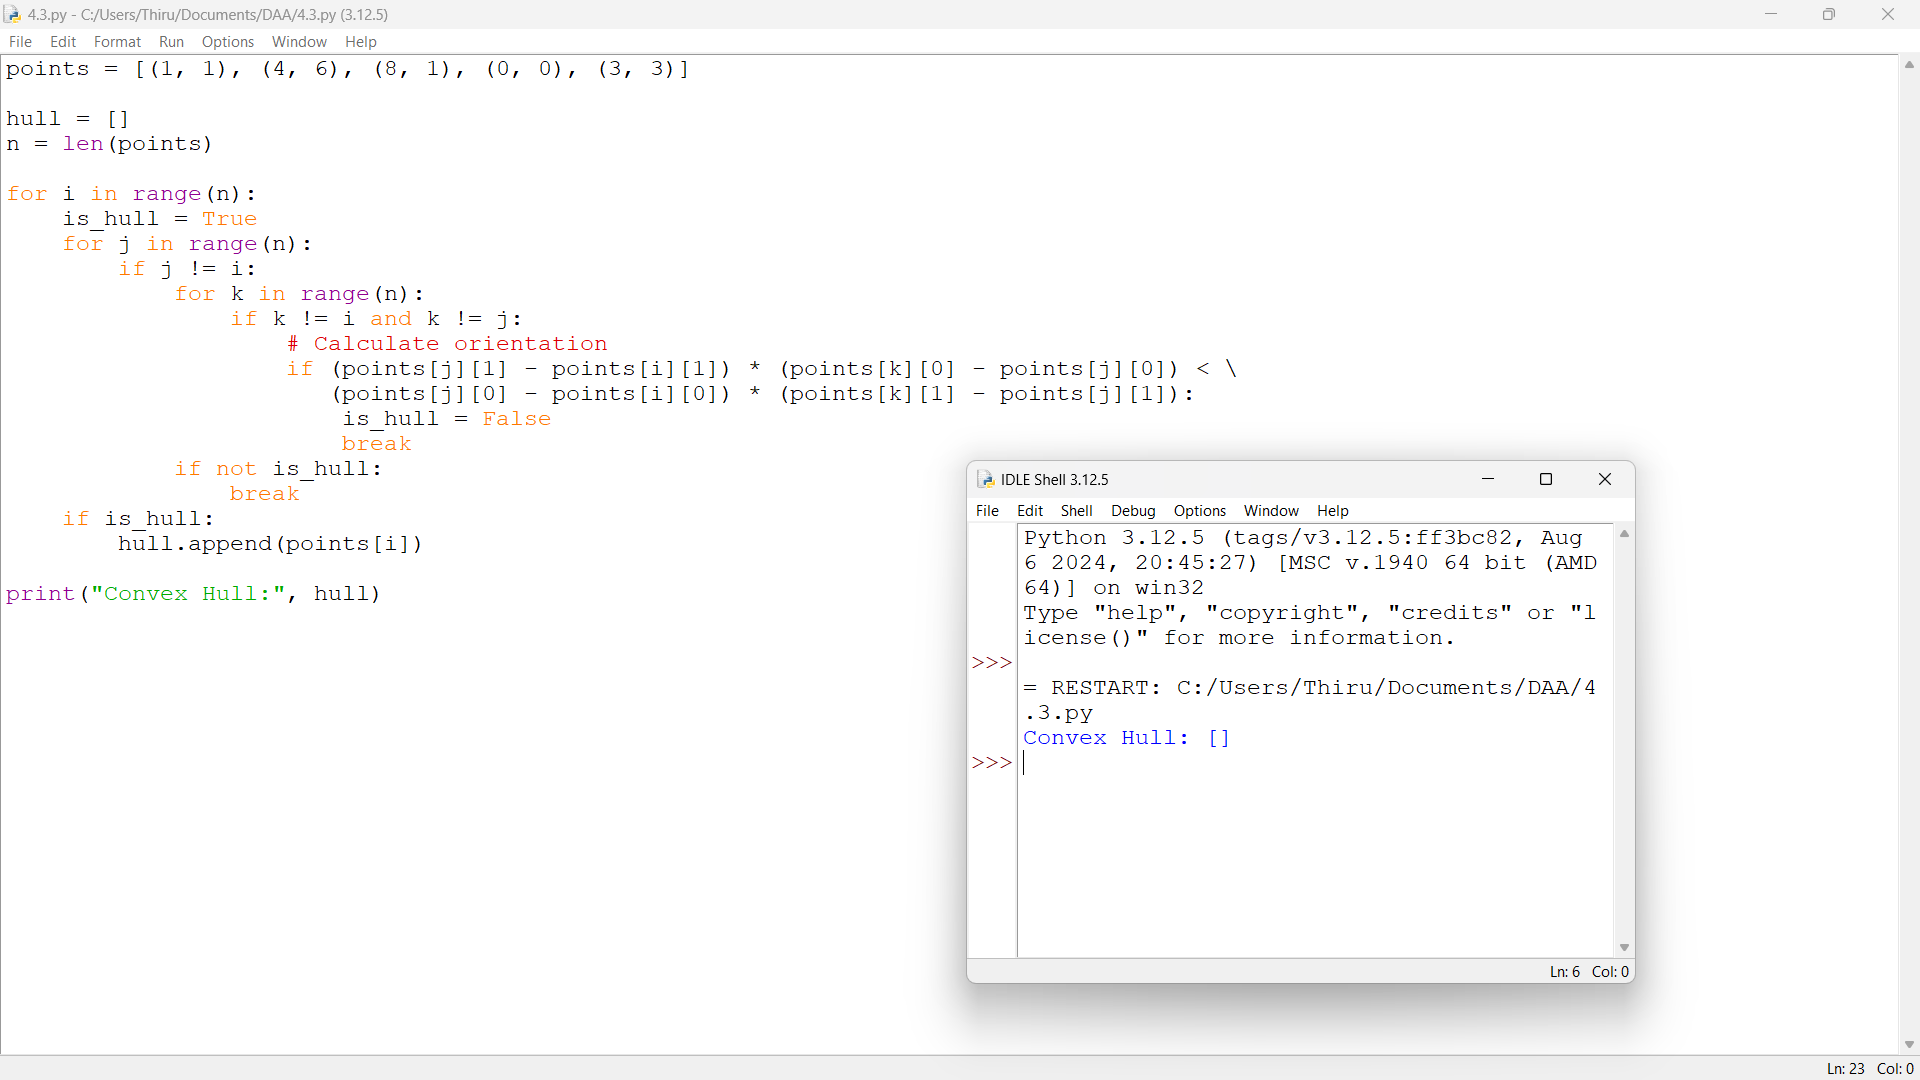 4.3.py - C:/Users/Thiru/Documents/DAA/4.3.py (3.12.5)
File Edit Format Run Options Window Help
points = [(1, 1), (4, 6), (8, 1), (0, 0), (3, 3)]

hull = []
n = len(points)

for i in range(n):
    is_hull = True
    for j in range(n):
        if j != i:
            for k in range(n):
                if k != i and k != j:
                    # Calculate orientation
                    if (points[j][1] - points[i][1]) * (points[k][0] - points[j][0]) < \
                       (points[j][0] - points[i][0]) * (points[k][1] - points[j][1]):
                        is_hull = False
                        break
            if not is_hull:
                break
    if is_hull:
        hull.append(points[i])

print("Convex Hull:", hull)
IDLE Shell 3.12.5
File Edit Shell Debug Options Window Help
Python 3.12.5 (tags/v3.12.5:ff3bc82, Aug
6 2024, 20:45:27) [MSC v.1940 64 bit (AMD
64)] on win32
Type "help", "copyright", "credits" or "l
icense()" for more information.
>>>
= RESTART: C:/Users/Thiru/Documents/DAA/4
.3.py
Convex Hull: []
>>>
Ln: 6 Col: 0
Ln: 23 Col: 0